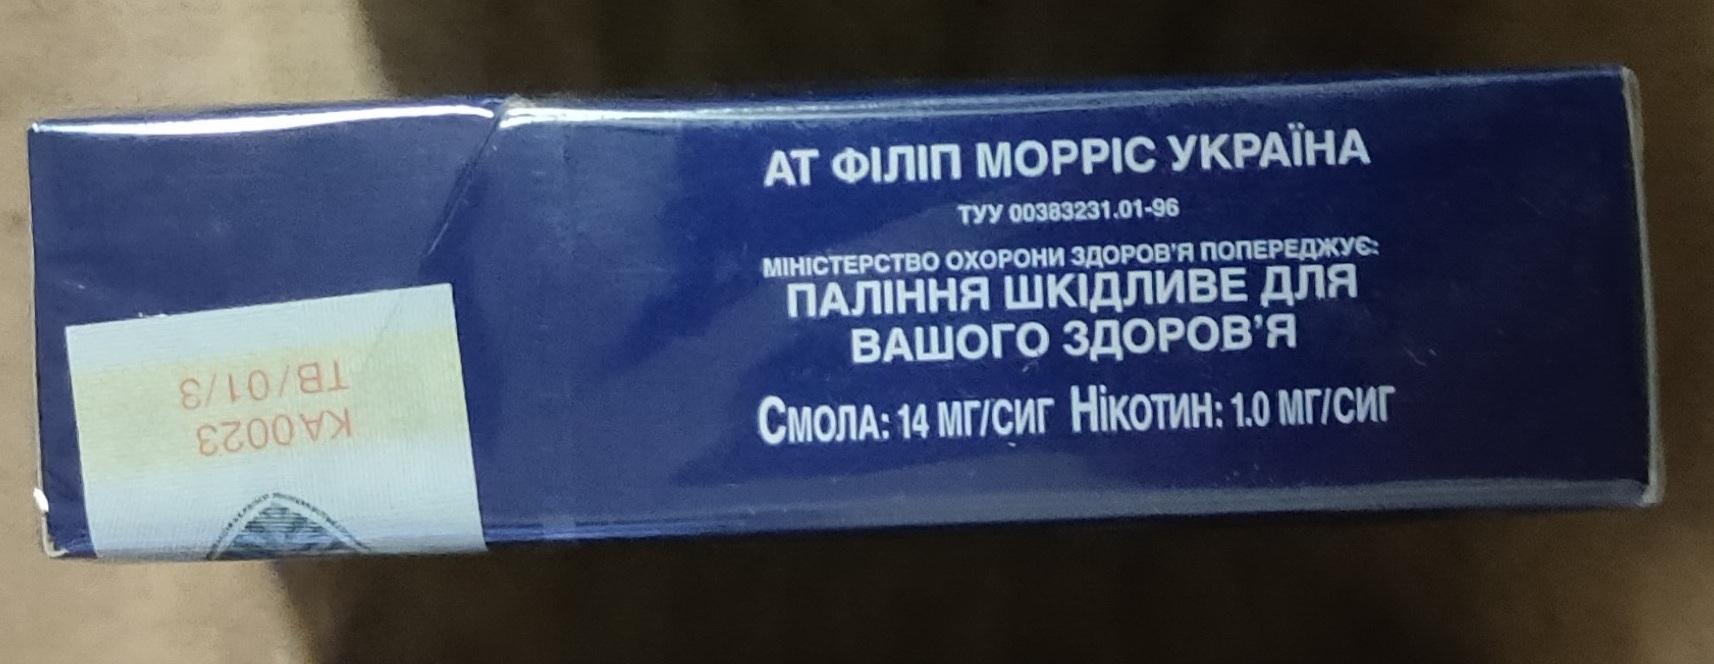 АТ ФІЛІП МОРРІС УКРАЇНА
ТУУ 00383231.01-96
МІНІСТЕРСТВО ОХОРОНИ ЗДОРОВ'Я ПОПЕРЕДЖУЄ:
ПАЛІННЯ ШКІДЛИВЕ ДЛЯ
ВАШОГО ЗДОРОВ'Я
СМОЛА: 14 МГ/СИГ НіКОТИН: 1.0 МГ/СИГ
КА0023
ТВ/01/3